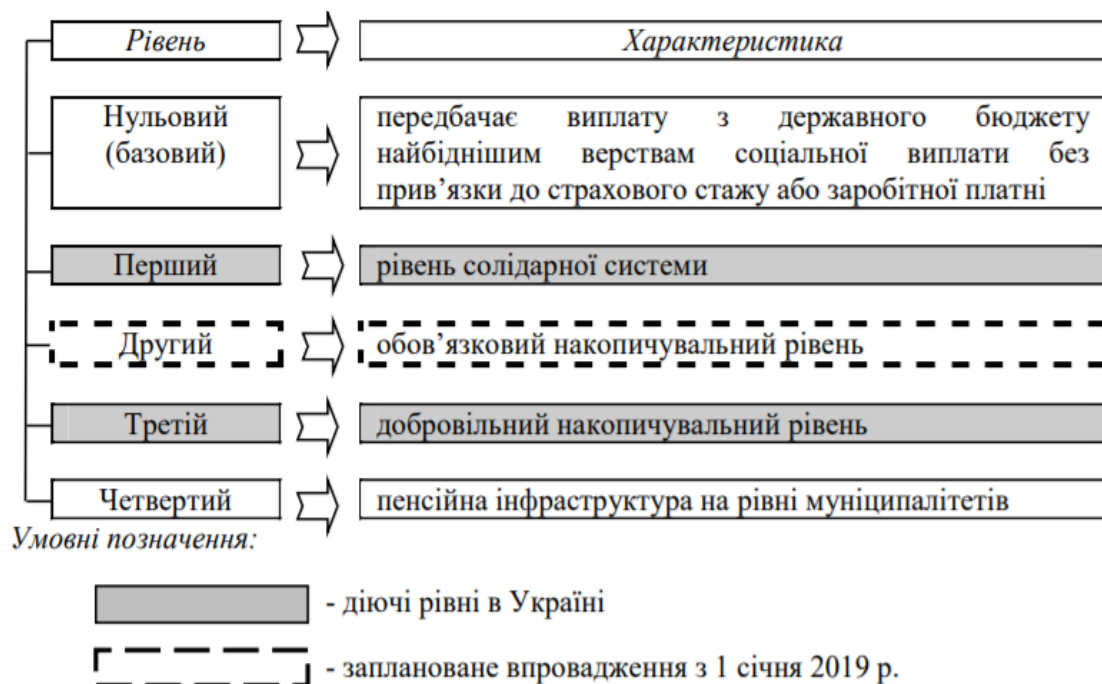 Рівень
Характеристика
Нульовий
(базовий)
передбачає виплату з державного бюджету
найбіднішим верствам соціальної виплати без
прив’язки до страхового стажу або заробітної платні
Перший
рівень солідарної системи
Другий
обов’язковий накопичувальний рівень
Третій
добровільний накопичувальний рівень
Четвертий
пенсійна інфраструктура на рівні муніципалітетів
Умовні позначення:
- діючі рівні в Україні
- заплановане впровадження з 1 січня 2019 р.